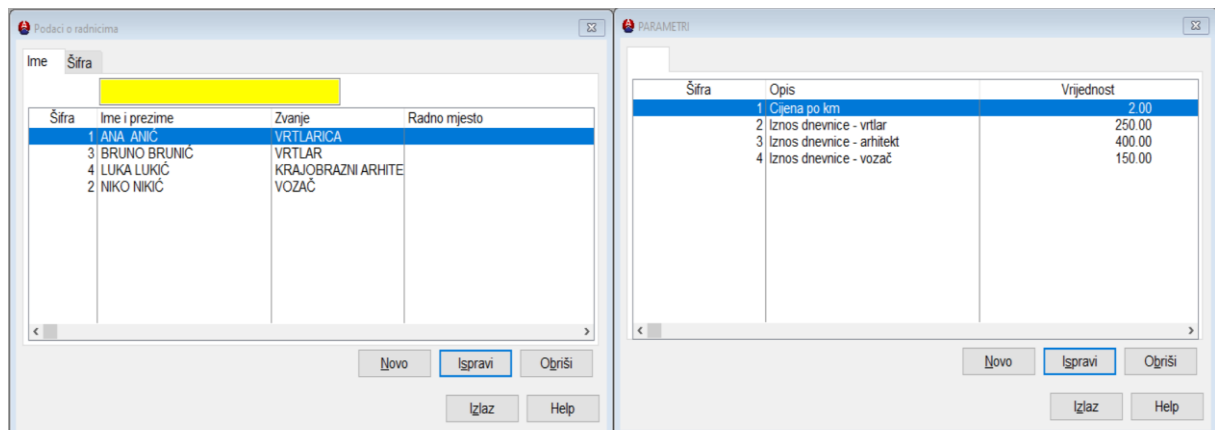 Podaci o radnicima
Ime Šifra
Šifra Ime i prezime Zvanje Radno mjesto
1 ANA ANIĆ VRTLARICA
3 BRUNO BRUNIĆ VRTLAR
4 LUKA LUKIĆ KRAJOBRAZNI ARHITE
2 NIKO NIKIĆ VOZAČ
Novo Ispravi Obriši
Izlaz Help
PARAMETRI
Šifra Opis Vrijednost
1 Cijena po km 2.00
2 Iznos dnevnice - vrtlar 250.00
3 Iznos dnevnice - arhitekt 400.00
4 Iznos dnevnice - vozač 150.00
Novo Ispravi Obriši
Izlaz Help